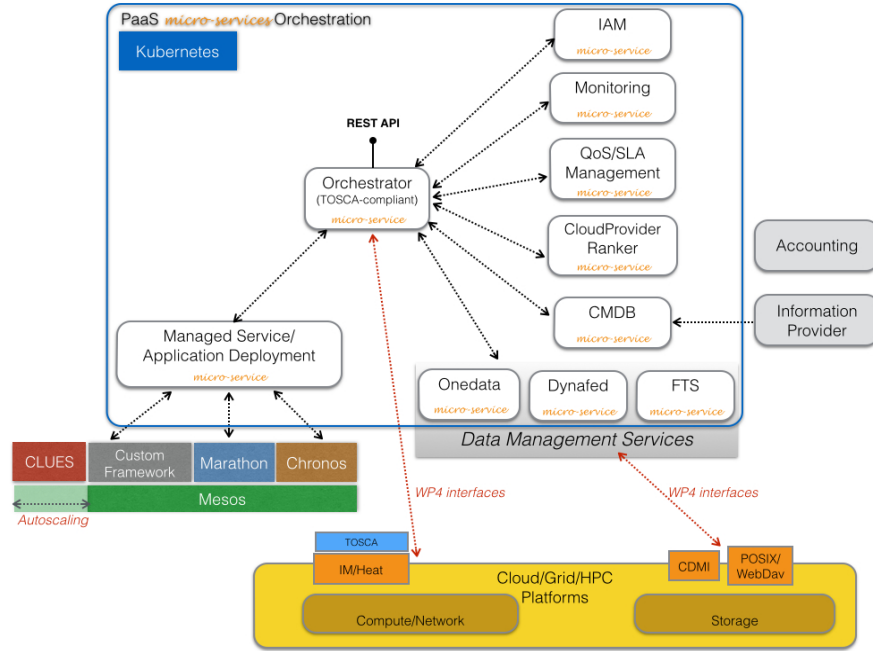 PaaS micro-services Orchestration
Kubernetes
IAM
micro-service
Monitoring
micro-service
REST API
QoS/SLA
Management
micro-service
Orchestrator
(TOSCA-compliant)
micro-service
CloudProvider
Ranker
micro-service
Accounting
CMDB
micro-service
Information
Provider
Managed Service/
Application Deployment
micro-service
Onedata
micro-service
Dynafed
micro-service
FTS
micro-service
Data Management Services
CLUES
Custom
Framework
Marathon
Chronos
Mesos
Autoscaling
WP4 interfaces
WP4 interfaces
TOSCA
IM/Heat
CDMI
POSIX/
WebDav
Cloud/Grid/HPC
Platforms
Compute/Network
Storage